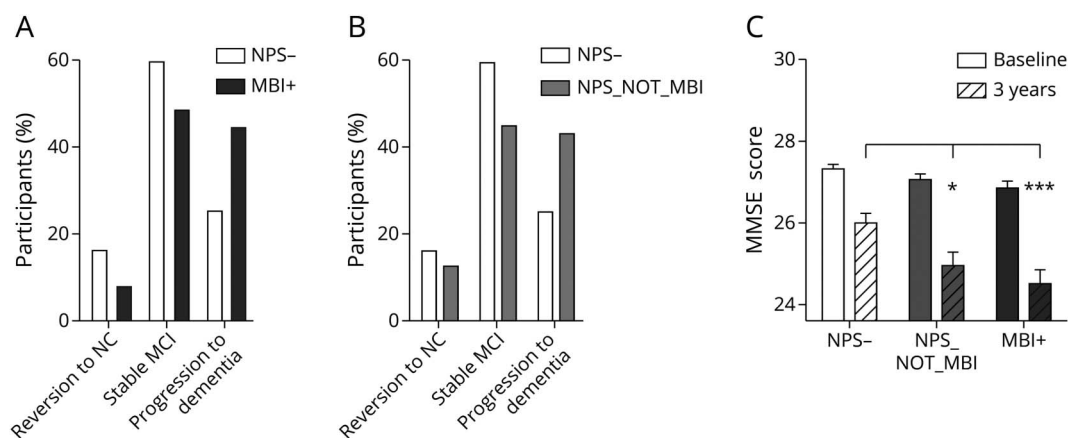 A
60
40
20
0
Participants (%)
NPS–
MBI+
Reversion to NC
Stable MCI
Progression to
dementia
B
60
40
20
0
Participants (%)
NPS–
NPS_NOT_MBI
Reversion to NC
Stable MCI
Progression to
dementia
C
30
28
26
24
MMSE score
Baseline
3 years
*
***
NPS–
NPS_
NOT_MBI
MBI+